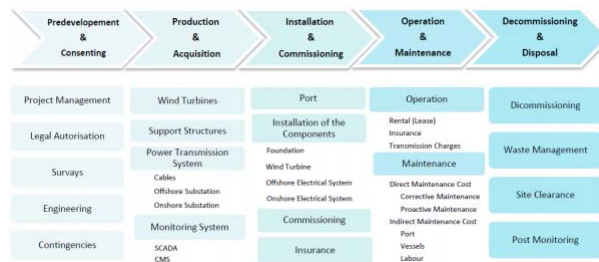 Predevelopement
&
Consenting
Production
&
Acquisition
Installation
&
Commissioning
Operation
&
Maintenance
Decommissioning
&
Disposal
Project Management
Legal Autorisation
Survays
Engineering
Contingencies
Wind Turbines
Support Structures
Power Transmission
System
Cables
Offshore Substation
Onshore Substation
Monitoring System
SCADA
CMS
Port
Installation of the
Components
Foundation
Wind Turbine
Offshore Electrical System
Onshore Electrical System
Commissioning
Insurance
Operation
Rental (Lease)
Insurance
Transmission Charges
Maintenance
Direct Maintenance Cost
Corrective Maintenance
Proactive Maintenance
Indirect Maintenance Cost
Port
Vessels
Labour
Dicommissioning
Waste Management
Site Clearance
Post Monitoring